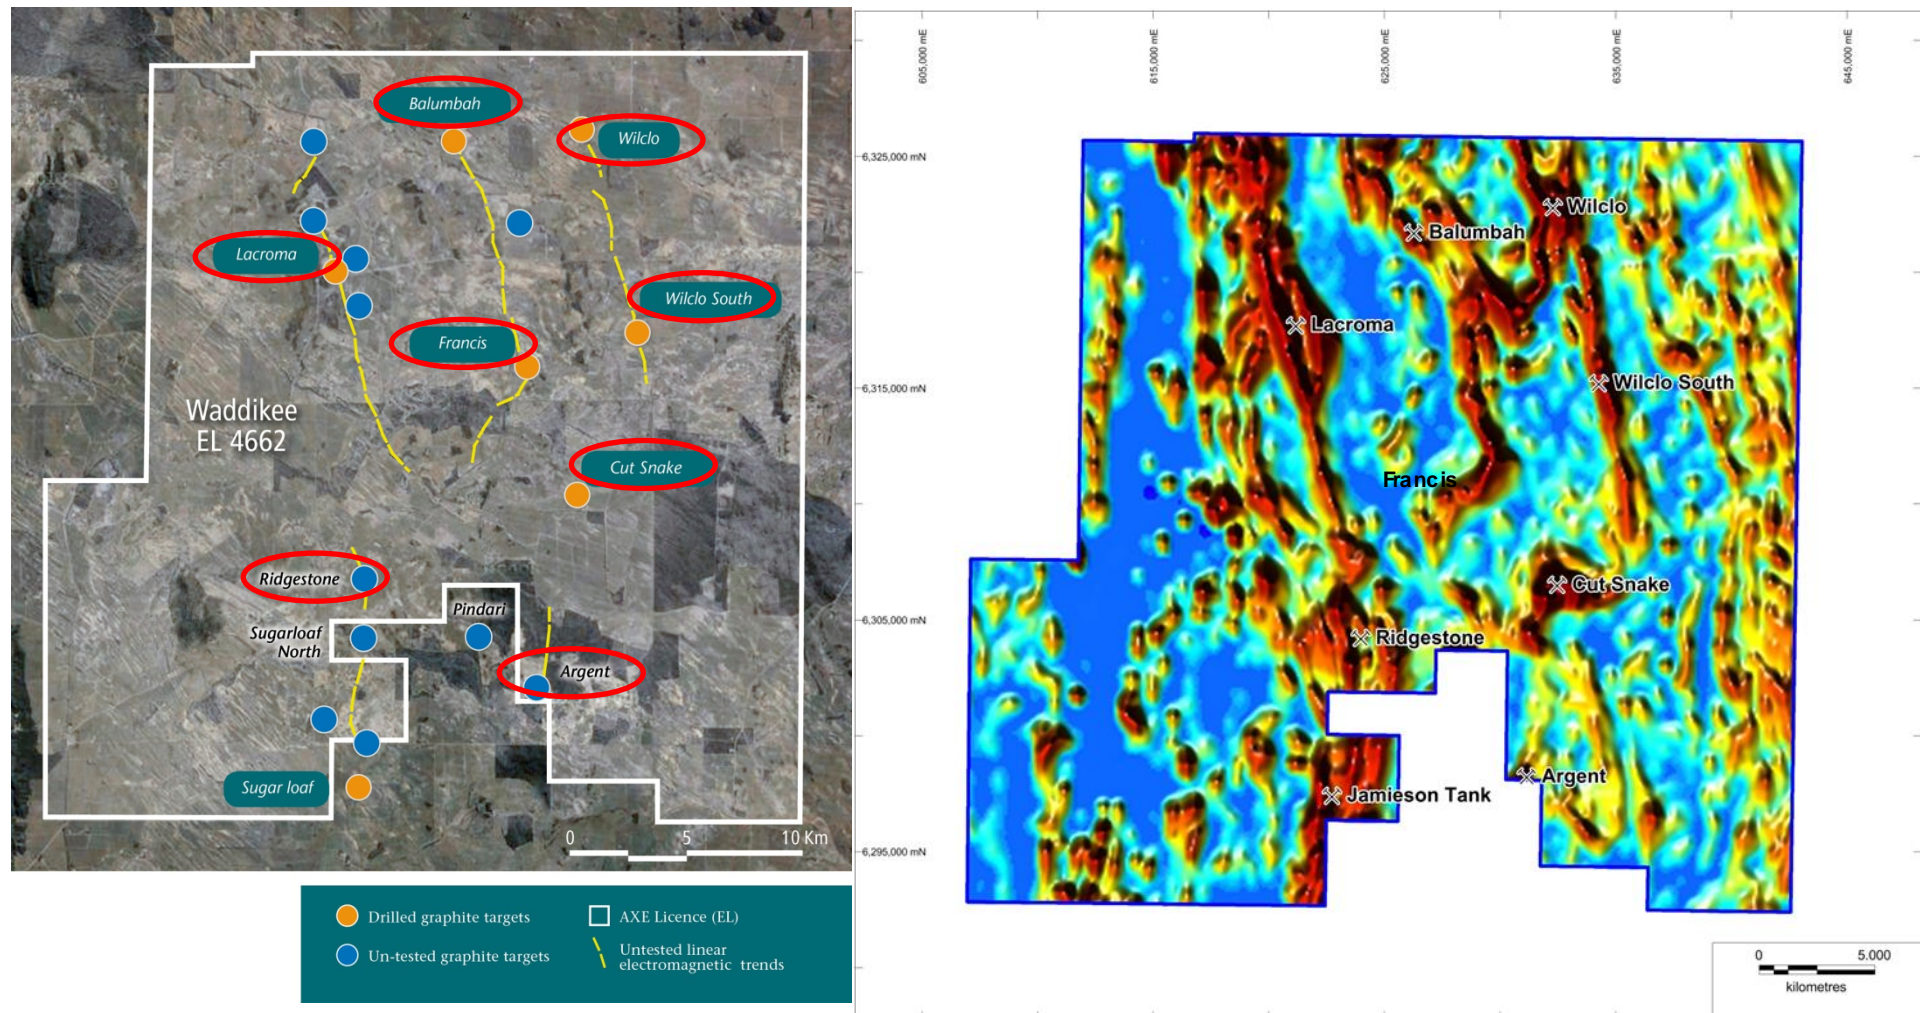 Balumbah
Wilclo
Lacroma
Wilclo South
Francis
Waddikee
EL 4662
Cut Snake
Ridgestone
Pindari
Sugarloaf
North
Argent
Sugar loaf
0 5 10 Km
Drilled graphite targets
Un-tested graphite targets
AXE Licence (EL)
Untested linear
electromagnetic trends
605,000 mE
615,000 mE
625,000 mE
635,000 mE
645,000 mE
6,325,000 mN
6,315,000 mN
6,305,000 mN
6,295,000 mN
Wilclo
Balumbah
Lacroma
Wilclo South
Francis
Cut Snake
Ridgestone
Argent
Jamieson Tank
0 5.000
kilometres